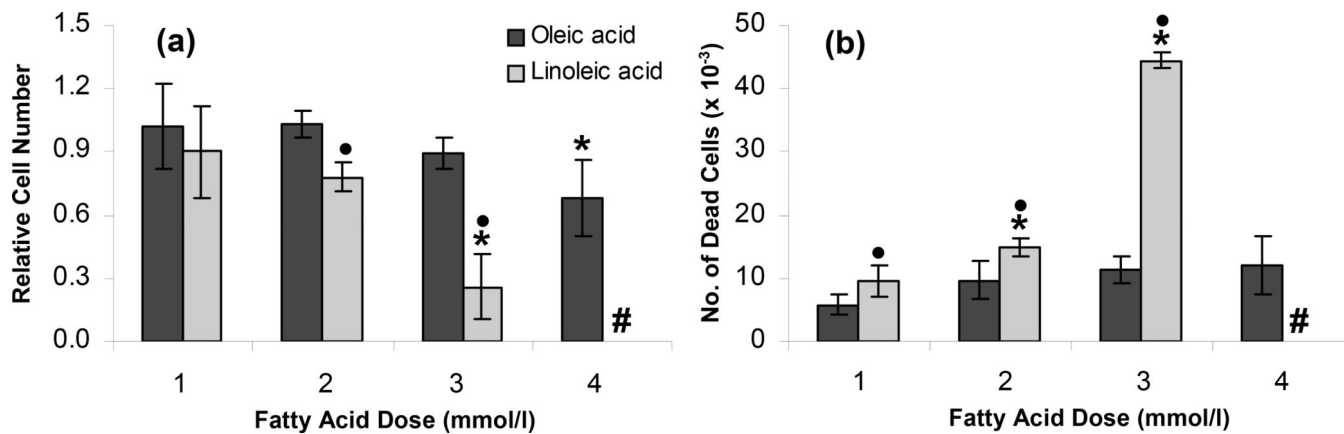 (a)
Oleic acid
Linoleic acid
Relative Cell Number
1.5
1.2
0.9
0.6
0.3
0.0
•
•
*
*
#
1 2 3 4
Fatty Acid Dose (mmol/l)
(b)
No. of Dead Cells (x 10⁻³)
50
40
30
20
10
0
•
•
*
•
*
#
1 2 3 4
Fatty Acid Dose (mmol/l)